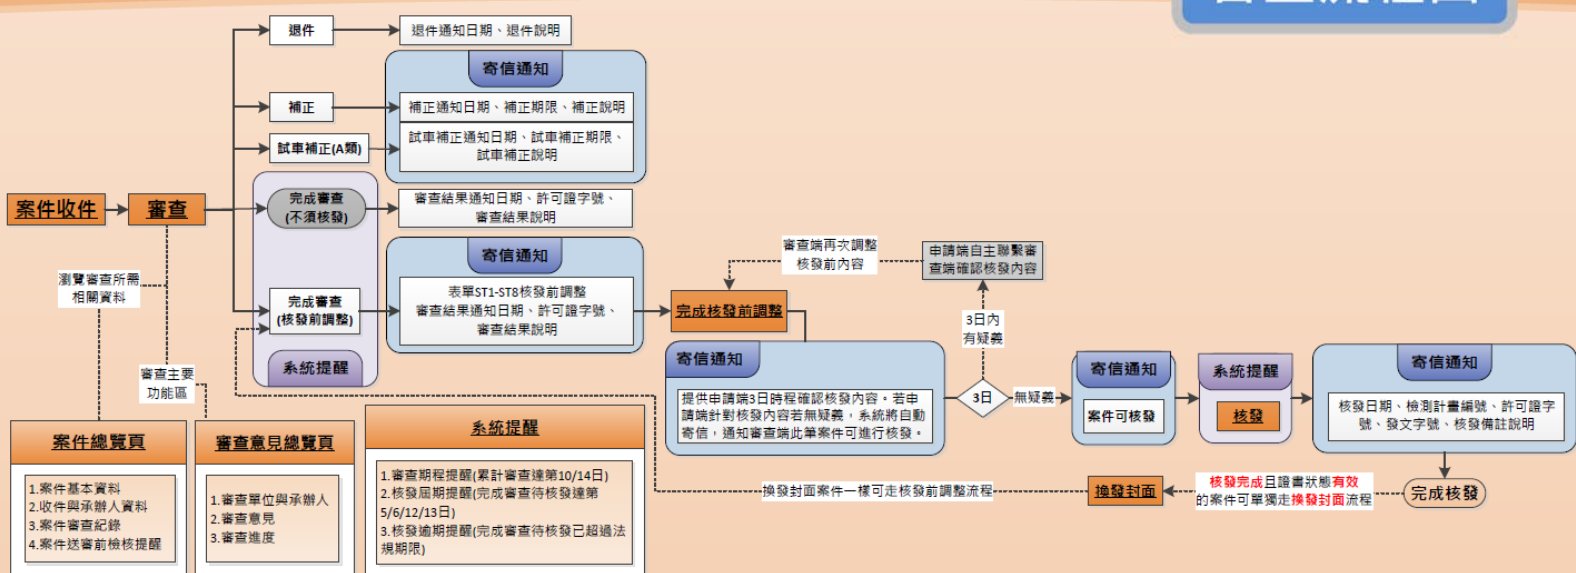 審查流程圖
退件
退件通知日期、退件說明
寄信通知
補正
補正通知日期、補正期限、補正說明
試車補正(A類)
試車補正通知日期、試車補正期限、
試車補正說明
案件收件
審查
完成審查
(不須核發)
審查結果通知日期、許可證字號、
審查結果說明
瀏覽審查所需
相關資料
完成審查
(核發前調整)
系統提醒
寄信通知
表單ST1-ST8核發前調整
審查結果通知日期、許可證字號、
審查結果說明
審查端再次調整
核發前內容
申請端自主聯繫審
查端確認核發內容
完成核發前調整
3日內
有疑義
寄信通知
提供申請端3日時程確認核發內容。若申
請端針對核發內容若無疑義，系統將自動
寄信，通知審查端此筆案件可進行核發。
3日
無疑義
寄信通知
案件可核發
系統提醒
核發
寄信通知
核發日期、檢測計畫編號、許可證字
號、發文字號、核發備註說明
審查主要
功能區
案件總覽頁
1.案件基本資料
2.收件與承辦人資料
3.案件審查紀錄
4.案件送審前檢核提醒
審查意見總覽頁
1.審查單位與承辦人
2.審查意見
3.審查進度
系統提醒
1.審查期程提醒(累計審查達第10/14日)
2.核發屆期提醒(完成審查待核發達第
5/6/12/13日)
3.核發逾期提醒(完成審查待核發已超過法
規期限)
換發封面案件一樣可走核發前調整流程
換發封面
核發完成且證書狀態有效
的案件可單獨走換發封面流程
完成核發